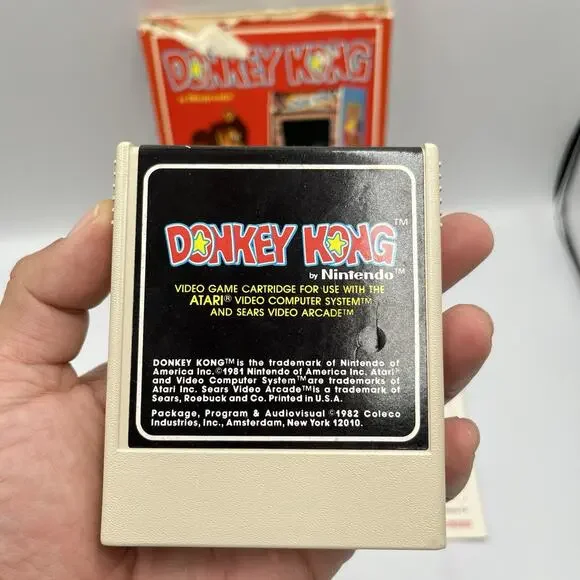 DONKEY KONG
DONKEY KONG™
by Nintendo™
VIDEO GAME CARTRIDGE FOR USE WITH THE
ATARI® VIDEO COMPUTER SYSTEM™
AND SEARS VIDEO ARCADE™
DONKEY KONG™ is the trademark of Nintendo of
America Inc. ©1981 Nintendo of America Inc. Atari®
and Video Computer System™ are trademarks of
Atari Inc. Sears Video Arcade™ is a trademark of
Sears, Roebuck and Co. Printed in U.S.A.
Package, Program & Audiovisual ©1982 Coleco
Industries, Inc., Amsterdam, New York 12010.